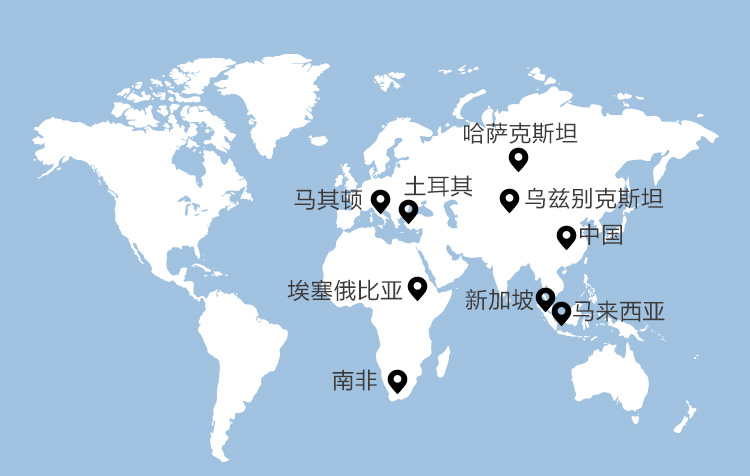 哈萨克斯坦
土耳其
马其顿
乌兹别克斯坦
中国
埃塞俄比亚
新加坡
马来西亚
南非